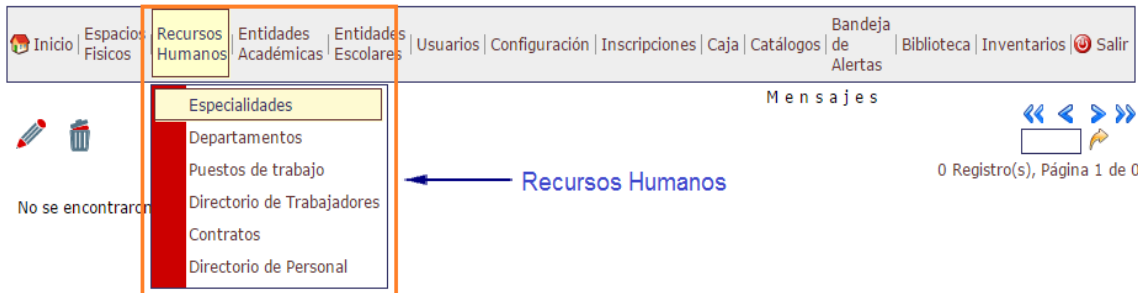 Inicio
Espacios
Fisicos
Recursos
Humanos
Entidades
Académicas
Entidades
Escolares
Usuarios
Configuración
Inscripciones
Caja
Catálogos
Bandeja
de
Alertas
Biblioteca
Inventarios
Salir
Mensajes
Especialidades
Departamentos
Puestos de trabajo
Directorio de Trabajadores
Contratos
Directorio de Personal
Recursos Humanos
0 Registro(s), Página 1 de 0
No se encontraron